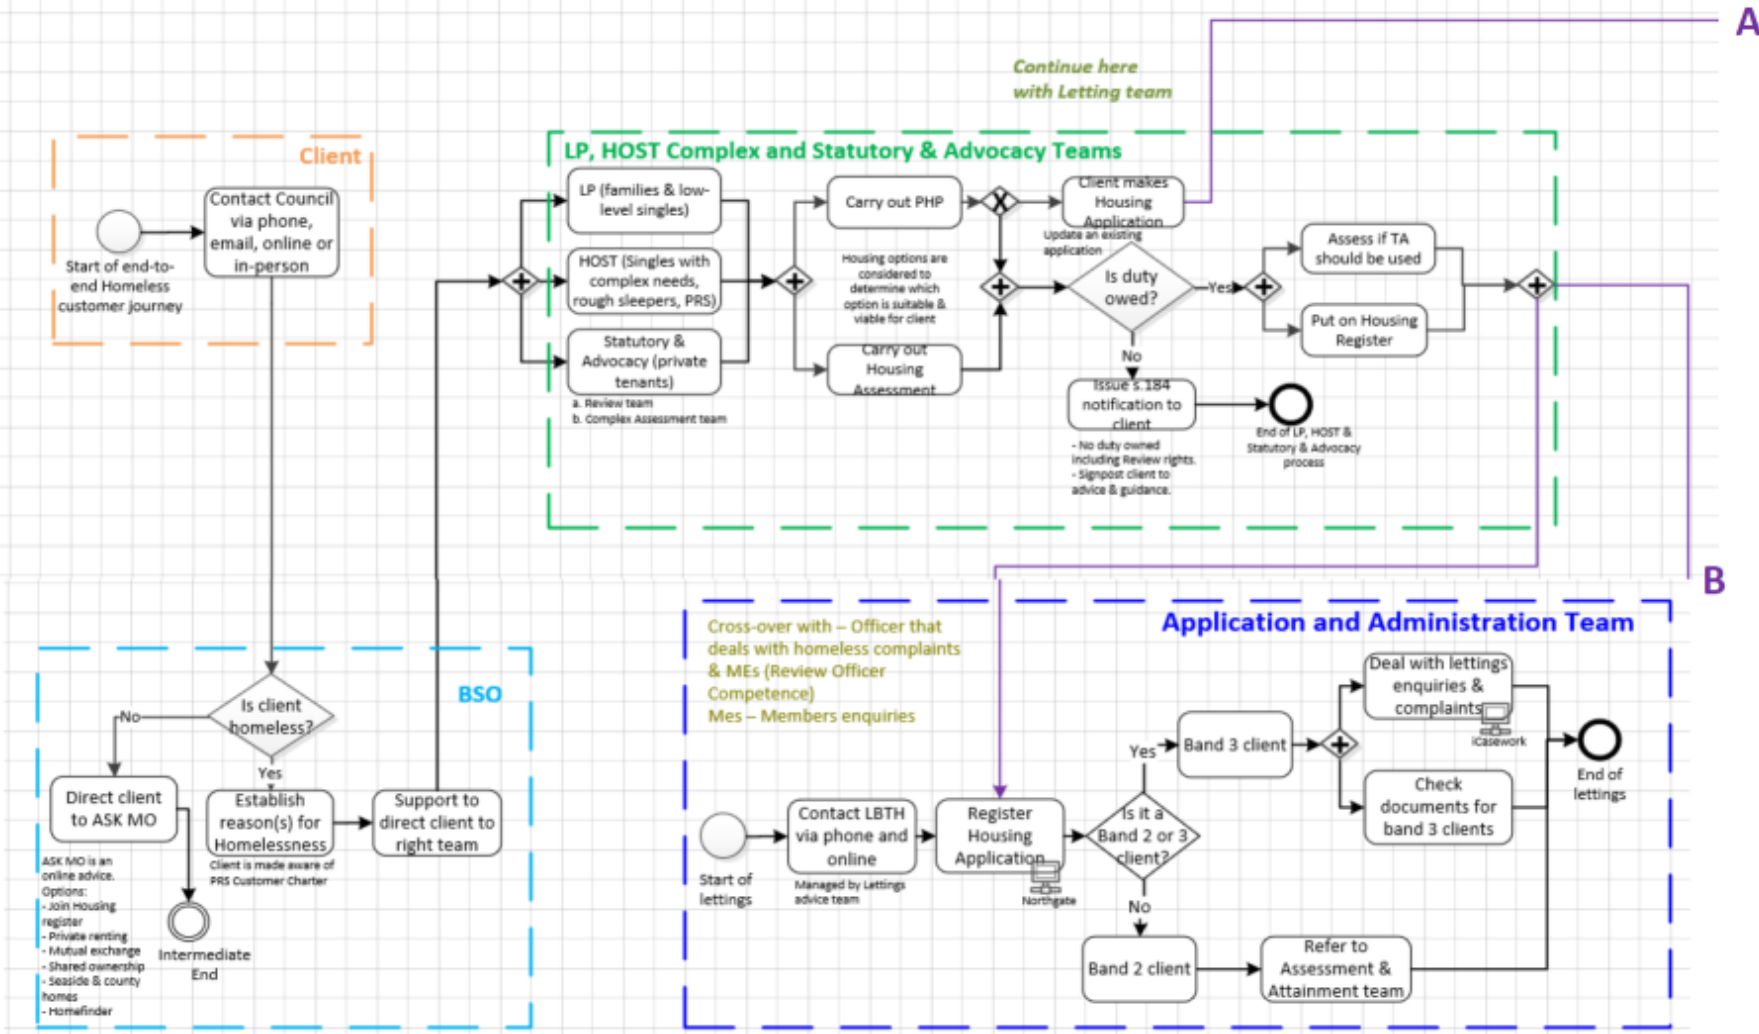 A
Continue here
with Letting team
Client
Contact Council
via phone,
email, online or
in-person
Start of end-to-
end Homeless
customer journey
LP, HOST Complex and Statutory & Advocacy Teams
LP (families & low-
level singles)
HOST (Singles with
complex needs,
rough sleepers, PRS)
Statutory &
Advocacy (private
tenants)
a. Review team
b. Complex Assessment team
Carry out PHP
Housing options are
considered to
determine which
option is suitable &
viable for client
Carry out
Housing
Assessment
X
Client makes
Housing
Application
Update an existing
application
Is duty
owed?
Yes
No
Issue s.184
notification to
client
- No duty owned
including Review rights.
- Signpost client to
advice & guidance.
End of LP, HOST &
Statutory & Advocacy
process
Assess if TA
should be used
Put on Housing
Register
B
BSO
Is client
homeless?
No
Yes
Direct client
to ASK MO
ASK MO is an
online advice.
Options:
- Join Housing
register
- Private renting
- Mutual exchange
- Shared ownership
- Seaside & county
homes
- Homefinder
Intermediate
End
Establish
reason(s) for
Homelessness
Client is made aware of
PRS Customer Charter
Support to
direct client to
right team
Application and Administration Team
Cross-over with – Officer that
deals with homeless complaints
& MEs (Review Officer
Competence)
Mes – Members enquiries
Start of
lettings
Contact LBTH
via phone and
online
Managed by Lettings
advice team
Register
Housing
Application
Northgate
Is it a
Band 2 or 3
client?
Yes
No
Band 3 client
Band 2 client
Deal with lettings
enquiries &
complaints
iCasework
Check
documents for
band 3 clients
Refer to
Assessment &
Attainment team
End of
lettings